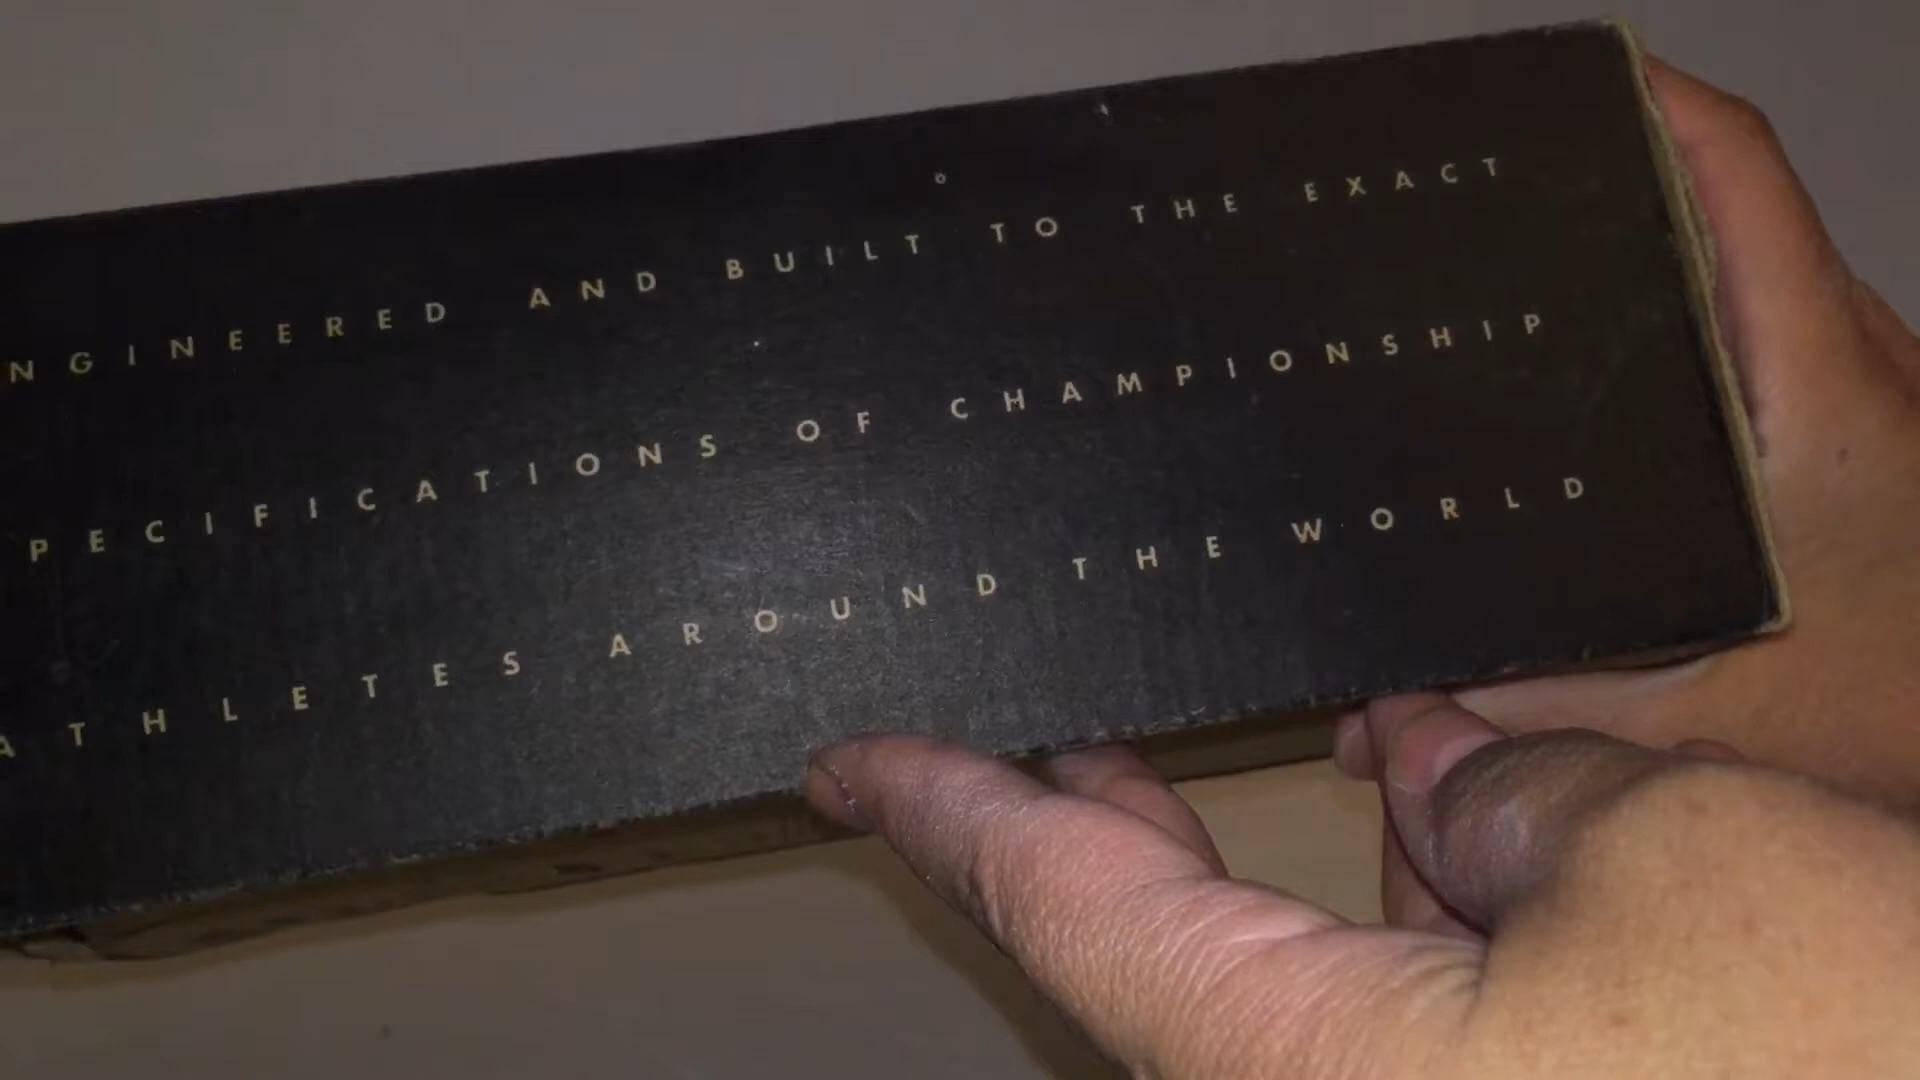 NGINEERED AND BUILT TO THE EXACT
PECIFICATIONS OF CHAMPIONSHIP
ATHLETES AROUND THE WORLD